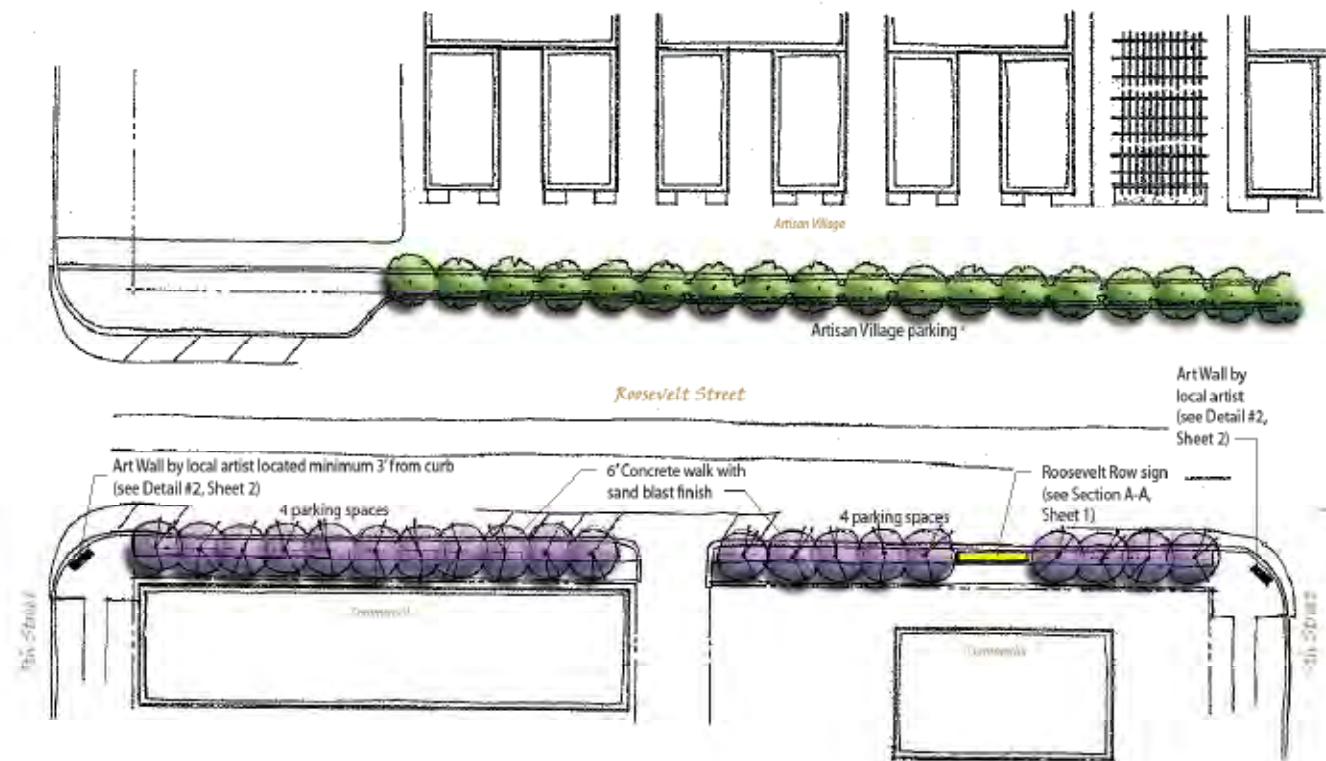 Artisan Village
Artisan Village parking
Roosevelt Street
Art Wall by
local artist
(see Detail #2,
Sheet 2)
Art Wall by local artist located minimum 3' from curb
(see Detail #2, Sheet 2)
6' Concrete walk with
sand blast finish
Roosevelt Row sign
(see Section A-A,
Sheet 1)
4 parking spaces
4 parking spaces
Street
Street